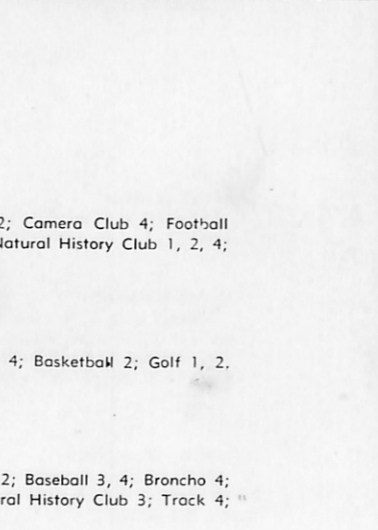 2; Camera Club 4; Football
Natural History Club 1, 2, 4;
4; Basketball 2; Golf 1, 2.
2; Baseball 3, 4; Broncho 4;
ral History Club 3; Track 4;